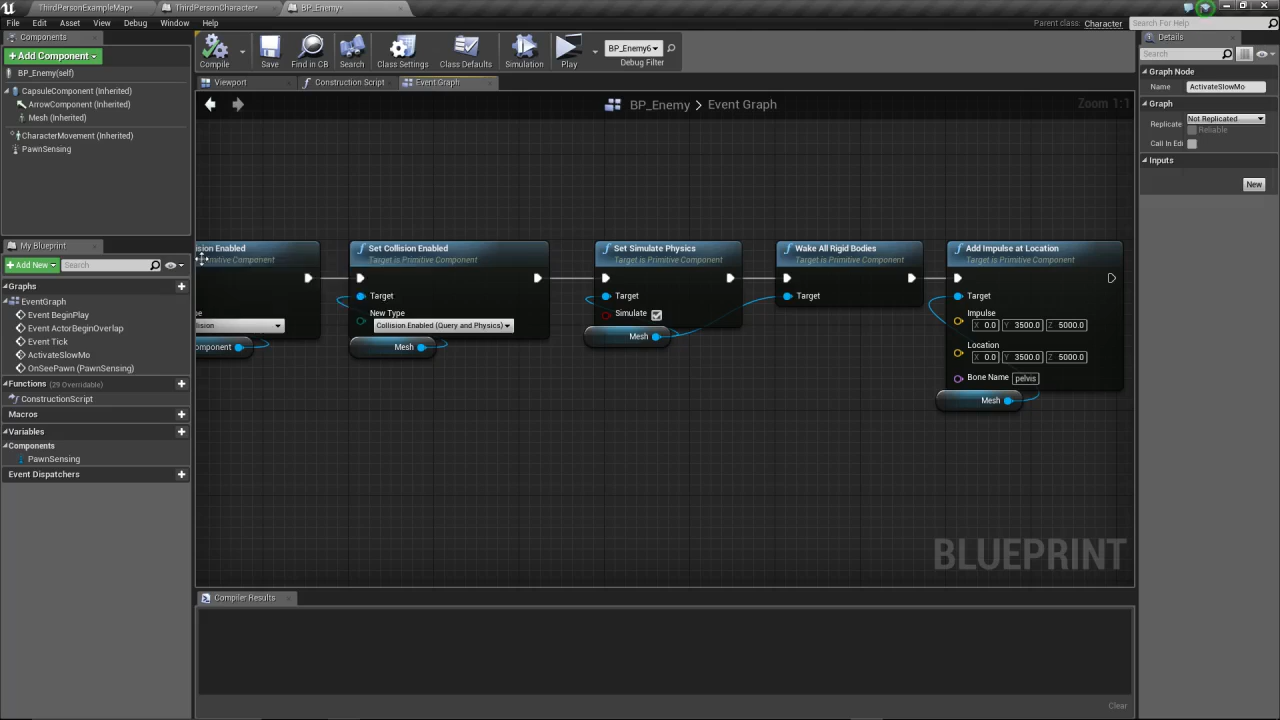 ThirdPersonExampleMap*
ThirdPersonCharacter*
BP_Enemy*
File Edit Asset View Debug Window Help
Parent class: Character
Search For Help
Components
+Add Component
BP_Enemy(self)
CapsuleComponent (Inherited)
ArrowComponent (Inherited)
Mesh (Inherited)
CharacterMovement (Inherited)
PawnSensing
Compile
Save
Find in CB
Search
Class Settings
Class Defaults
Simulation
Play
BP_Enemy6
Debug Filter
Viewport
Construction Script
Event Graph
BP_Enemy > Event Graph
Zoom 1:1
My Blueprint
+Add New
Search
Graphs
EventGraph
Event BeginPlay
Event ActorBeginOverlap
Event Tick
ActivateSlowMo
OnSeePawn (PawnSensing)
Functions (29 Overridable)
ConstructionScript
Macros
Variables
Components
PawnSensing
Event Dispatchers
ision Enabled
rimitive Component
pe
llision
omponent
Set Collision Enabled
Target is Primitive Component
Target
New Type
Collision Enabled (Query and Physics)
Mesh
Set Simulate Physics
Target is Primitive Component
Target
Simulate
Mesh
Wake All Rigid Bodies
Target is Primitive Component
Target
Add Impulse at Location
Target is Primitive Component
Target
Impulse
X 0.0 Y 3500.0 Z 5000.0
Location
X 0.0 Y 3500.0 Z 5000.0
Bone Name pelvis
Mesh
BLUEPRINT
Compiler Results
Clear
Details
Search
Graph Node
Name ActivateSlowMo
Graph
Replicate Not Replicated
Reliable
Call In Edi
Inputs
New